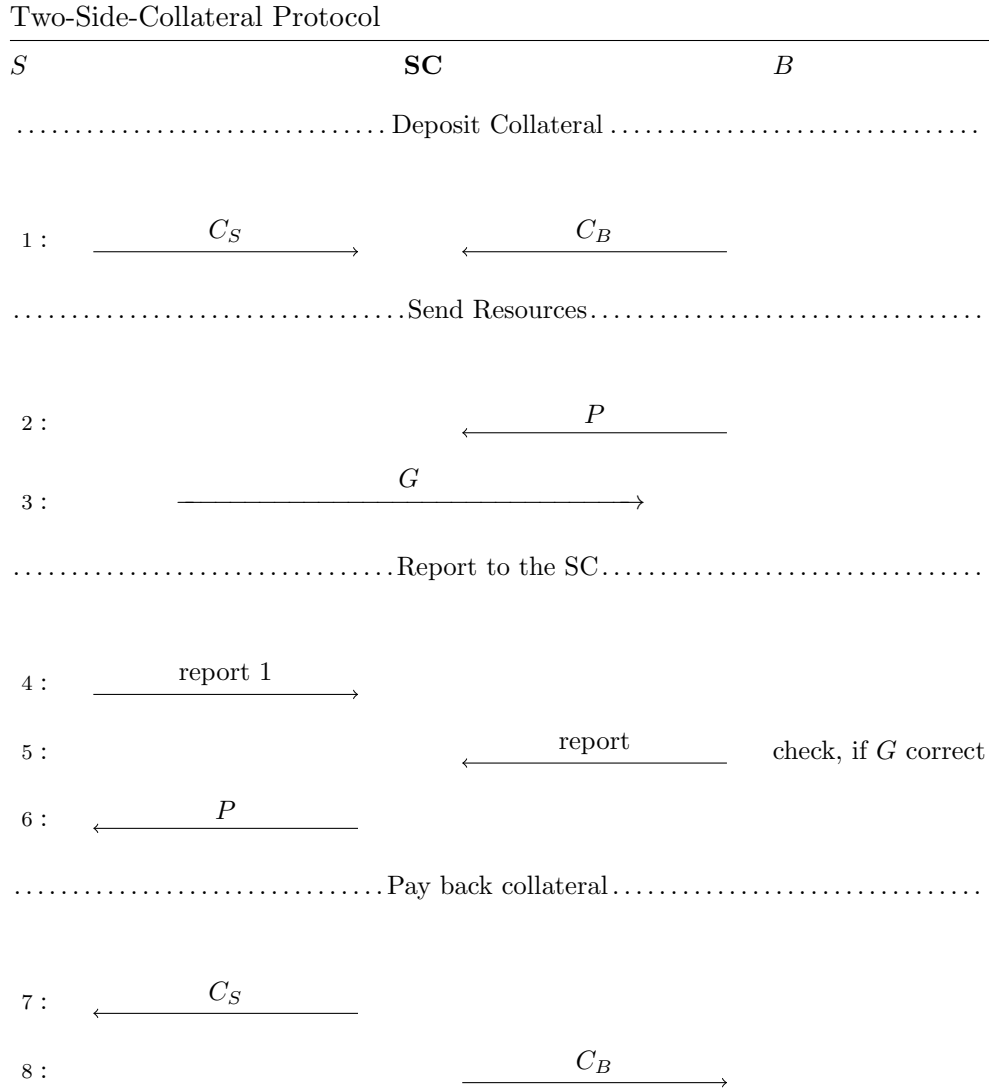 Two-Side-Collateral Protocol
S SC B
Deposit Collateral
1 : C_S C_B
Send Resources
2 : P
3 : G
Report to the SC
4 : report 1
5 : report check, if G correct
6 : P
Pay back collateral
7 : C_S
8 : C_B